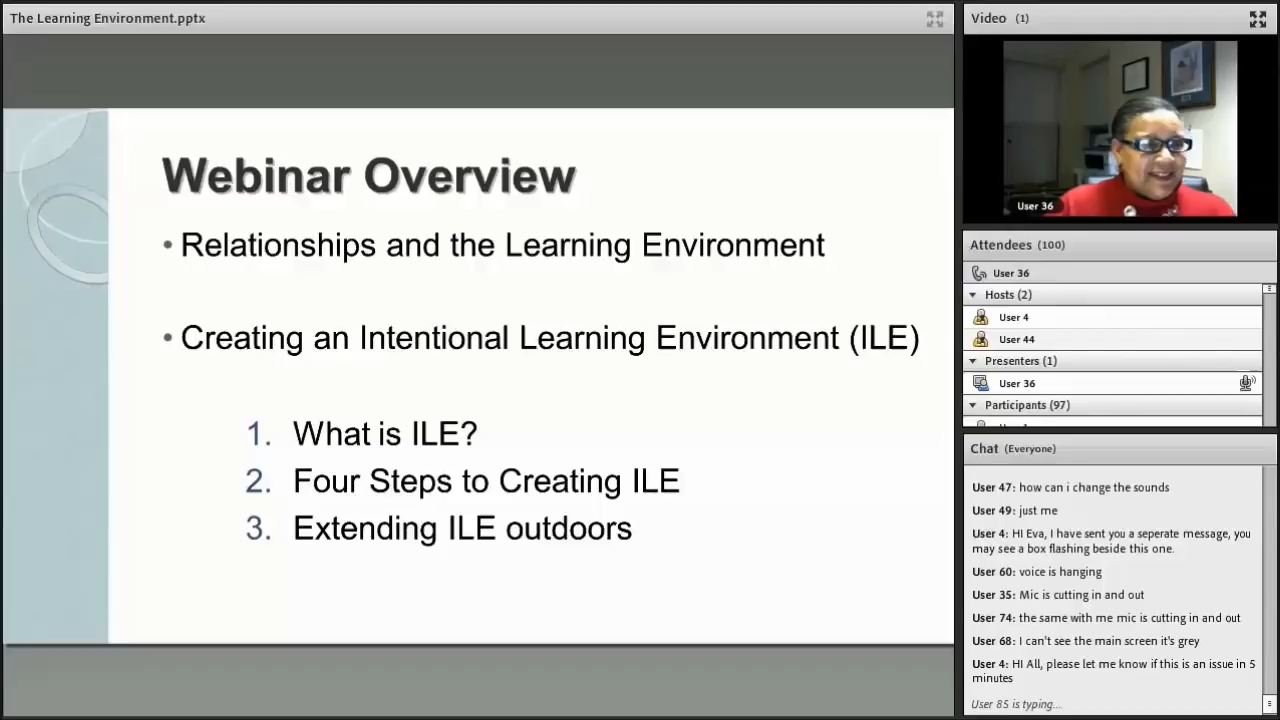 The Learning Environment.pptx
Webinar Overview
• Relationships and the Learning Environment
• Creating an Intentional Learning Environment (ILE)
1. What is ILE?
2. Four Steps to Creating ILE
3. Extending ILE outdoors
Video (1)
User 36
Attendees (100)
User 36
Hosts (2)
User 4
User 44
Presenters (1)
User 36
Participants (97)
Chat (Everyone)
User 47: how can i change the sounds
User 49: just me
User 4: HI Eva, I have sent you a seperate message, you
may see a box flashing beside this one.
User 60: voice is hanging
User 35: Mic is cutting in and out
User 74: the same with me mic is cutting in and out
User 68: I can't see the main screen it's grey
User 4: HI All, please let me know if this is an issue in 5
minutes
User 85 is typing...